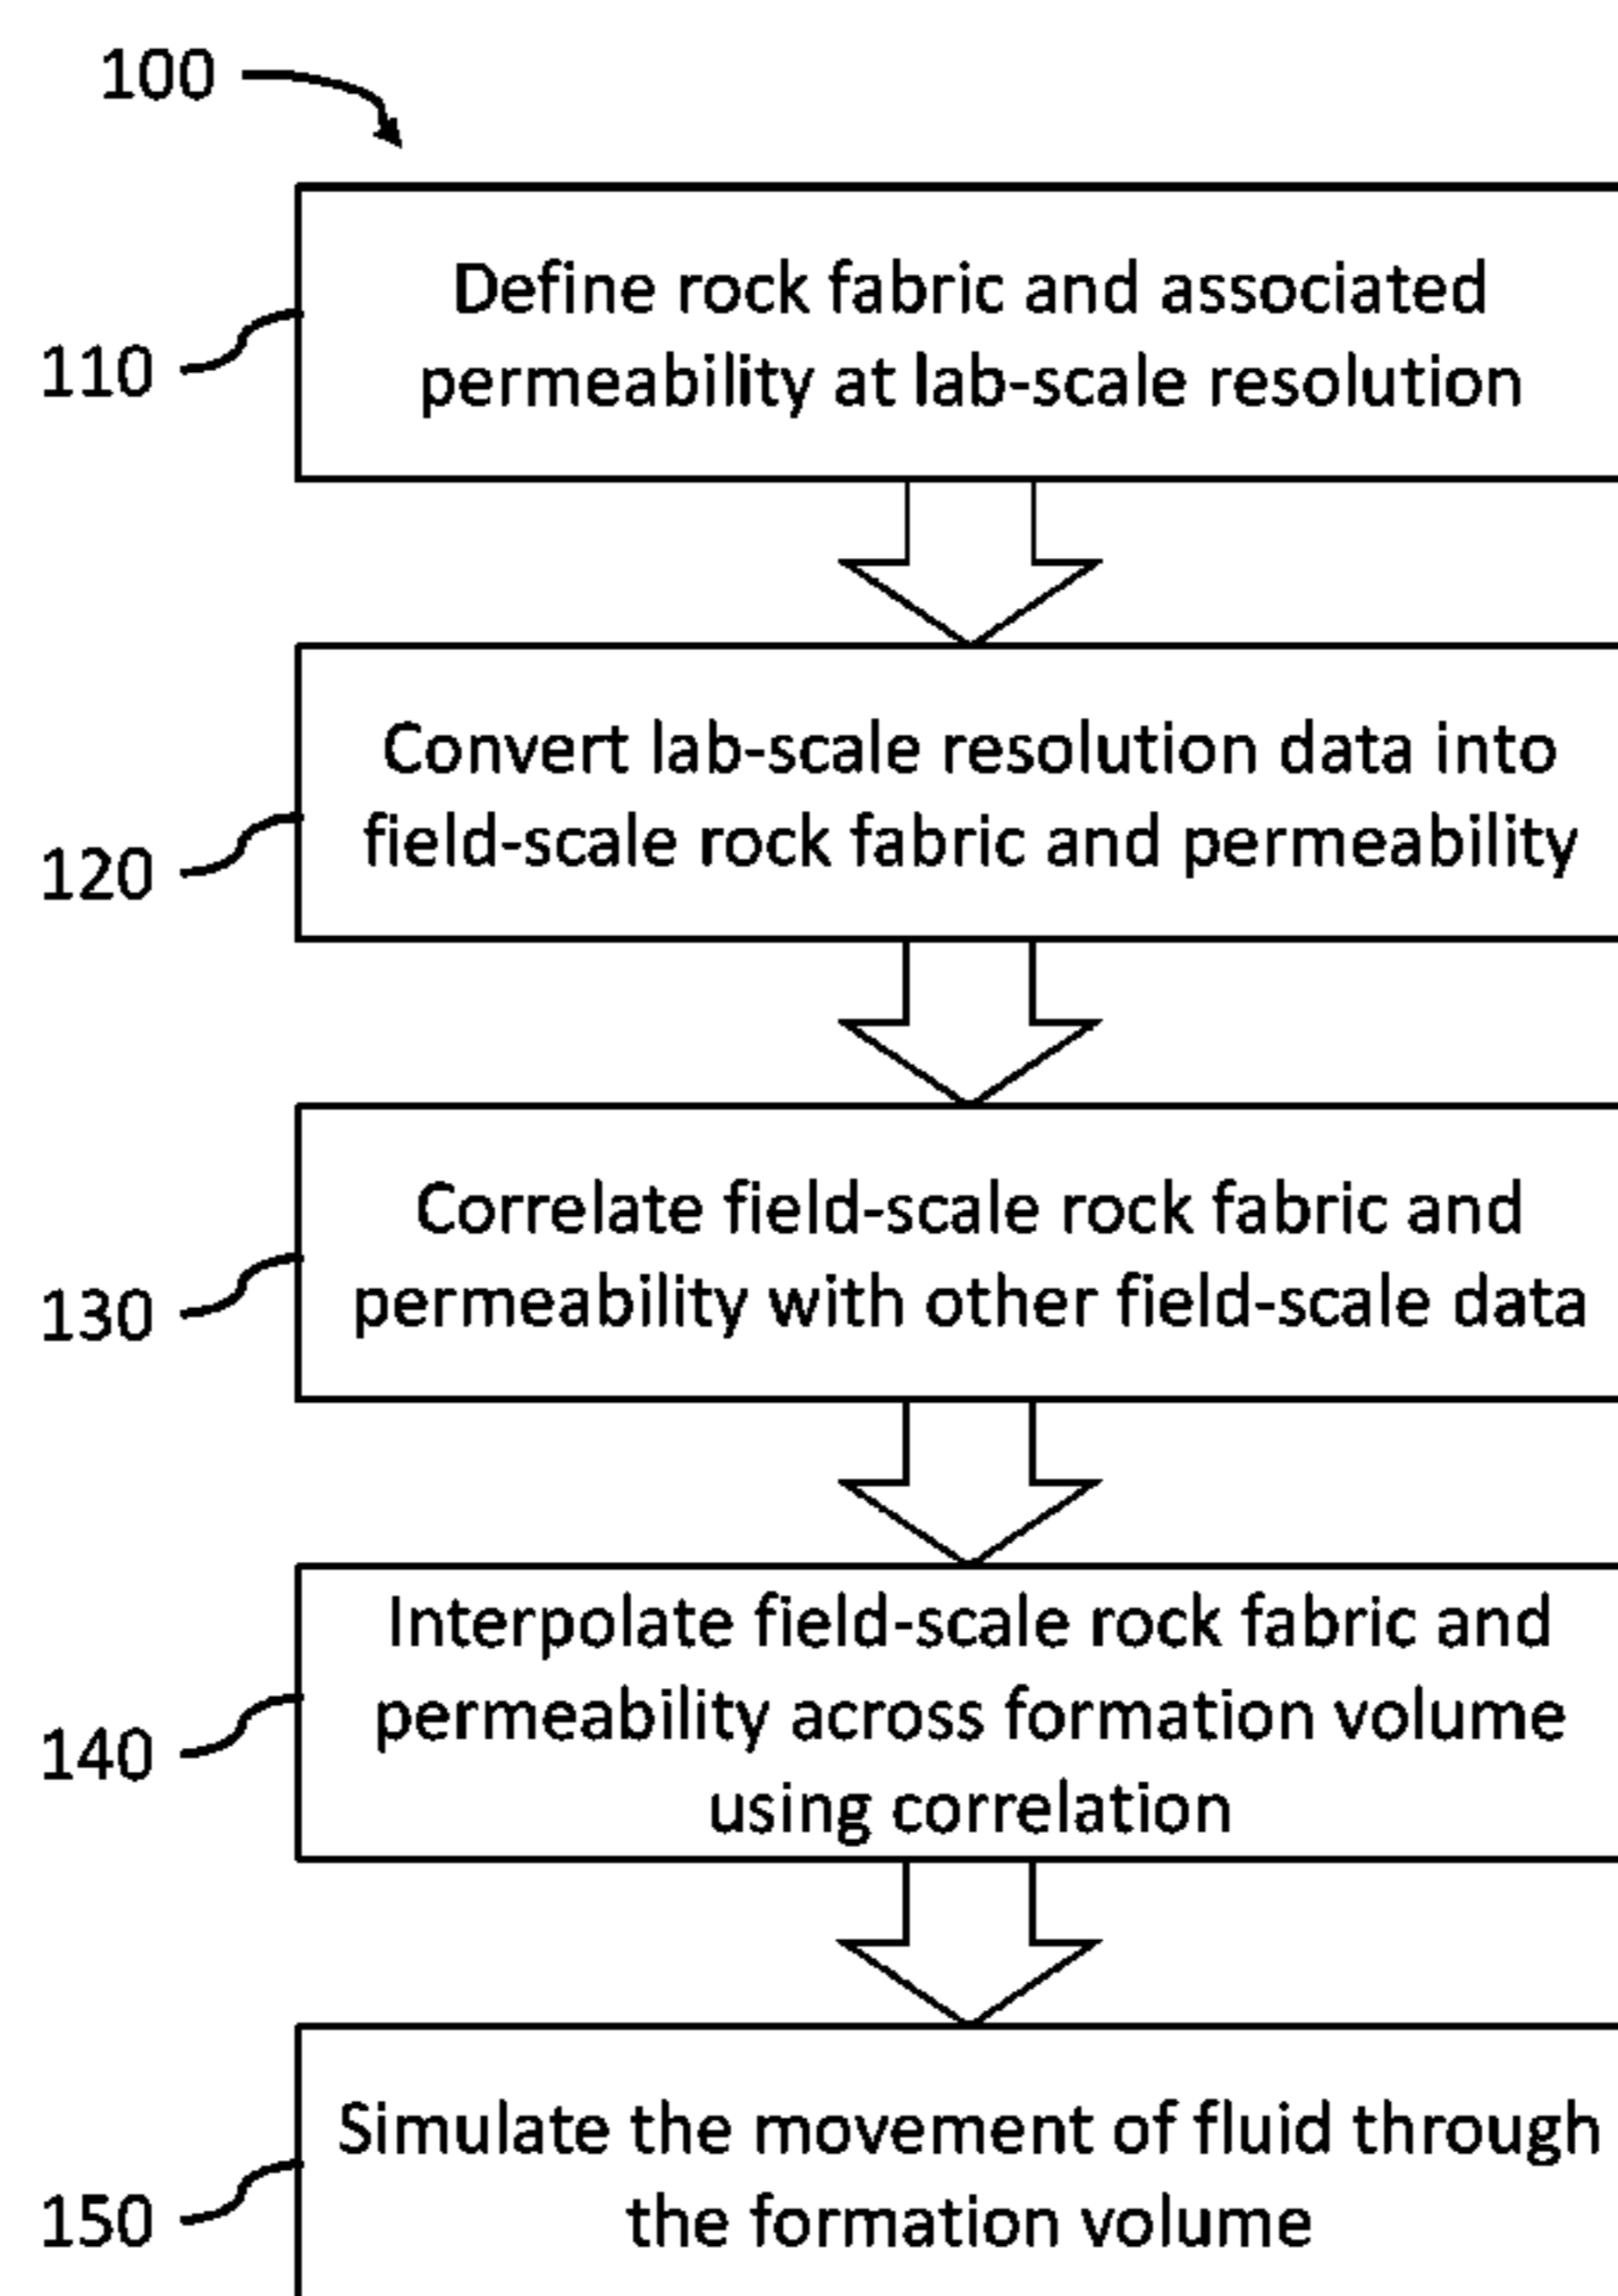 100
110
Define rock fabric and associated
permeability at lab-scale resolution
120
Convert lab-scale resolution data into
field-scale rock fabric and permeability
130
Correlate field-scale rock fabric and
permeability with other field-scale data
140
Interpolate field-scale rock fabric and
permeability across formation volume
using correlation
150
Simulate the movement of fluid through
the formation volume